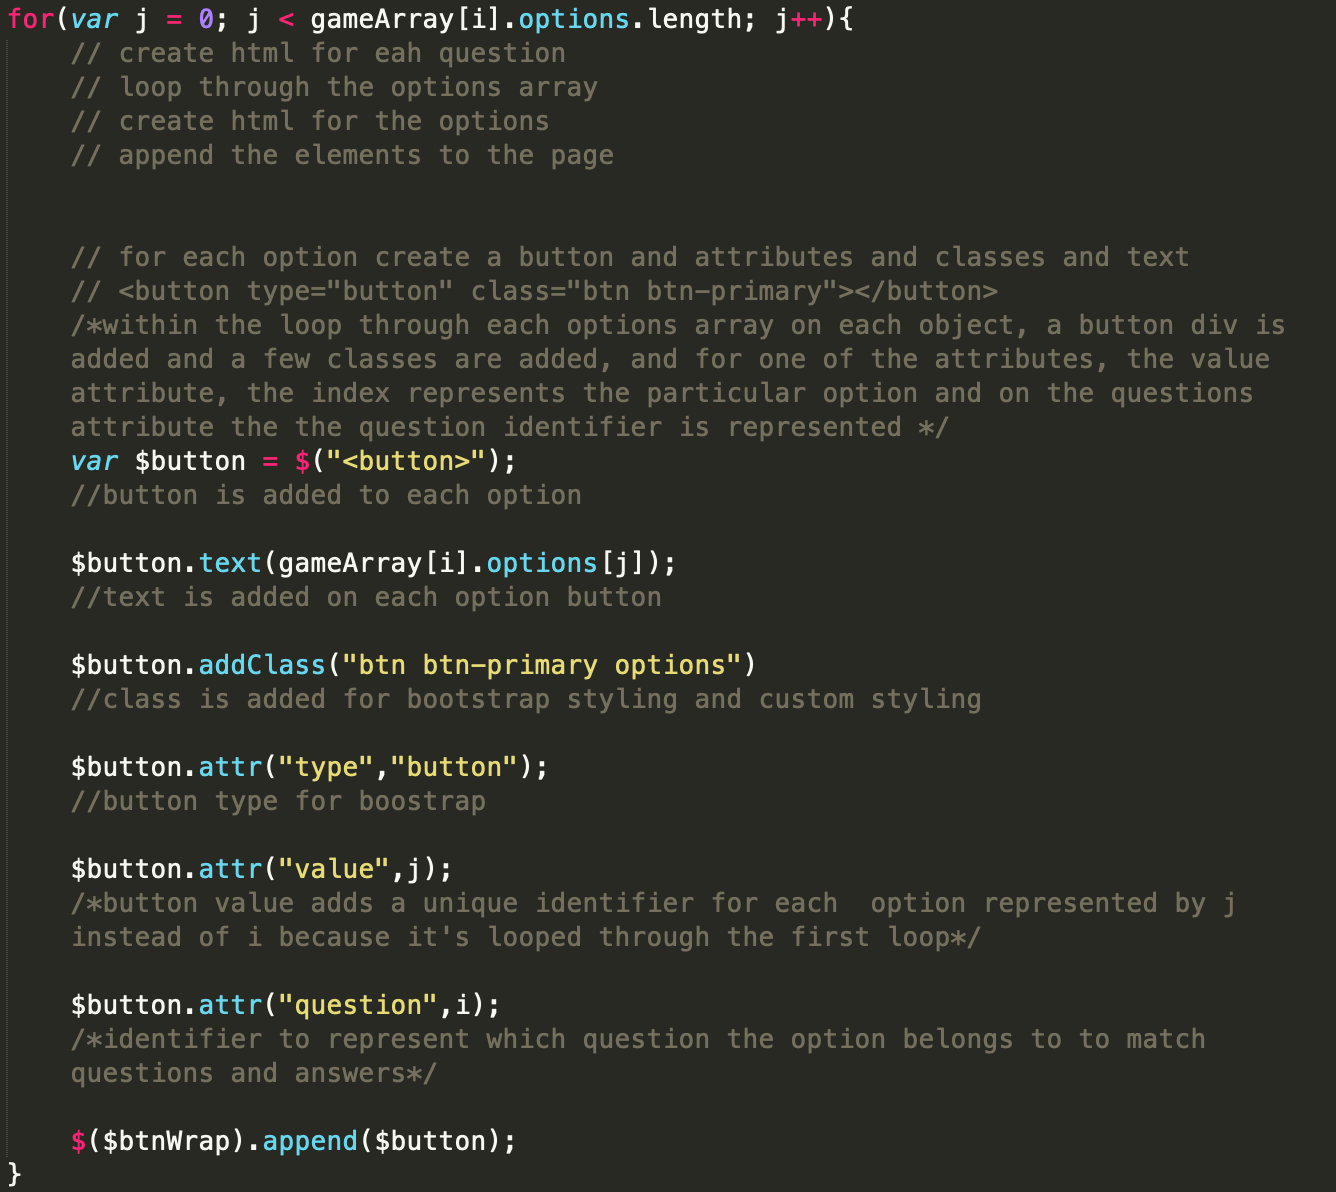 for(var j = 0; j < gameArray[i].options.length; j++){
// create html for eah question
// loop through the options array
// create html for the options
// append the elements to the page
// for each option create a button and attributes and classes and text
// <button type="button" class="btn btn-primary"></button>
/*within the loop through each options array on each object, a button div is
added and a few classes are added, and for one of the attributes, the value
attribute, the index represents the particular option and on the questions
attribute the the question identifier is represented */
var $button = $("<button>");
//button is added to each option
$button.text(gameArray[i].options[j]);
//text is added on each option button
$button.addClass("btn btn-primary options")
//class is added for bootstrap styling and custom styling
$button.attr("type","button");
//button type for boostrap
$button.attr("value",j);
/*button value adds a unique identifier for each  option represented by j
instead of i because it's looped through the first loop*/
$button.attr("question",i);
/*identifier to represent which question the option belongs to to match
questions and answers*/
$($btnWrap).append($button);
}